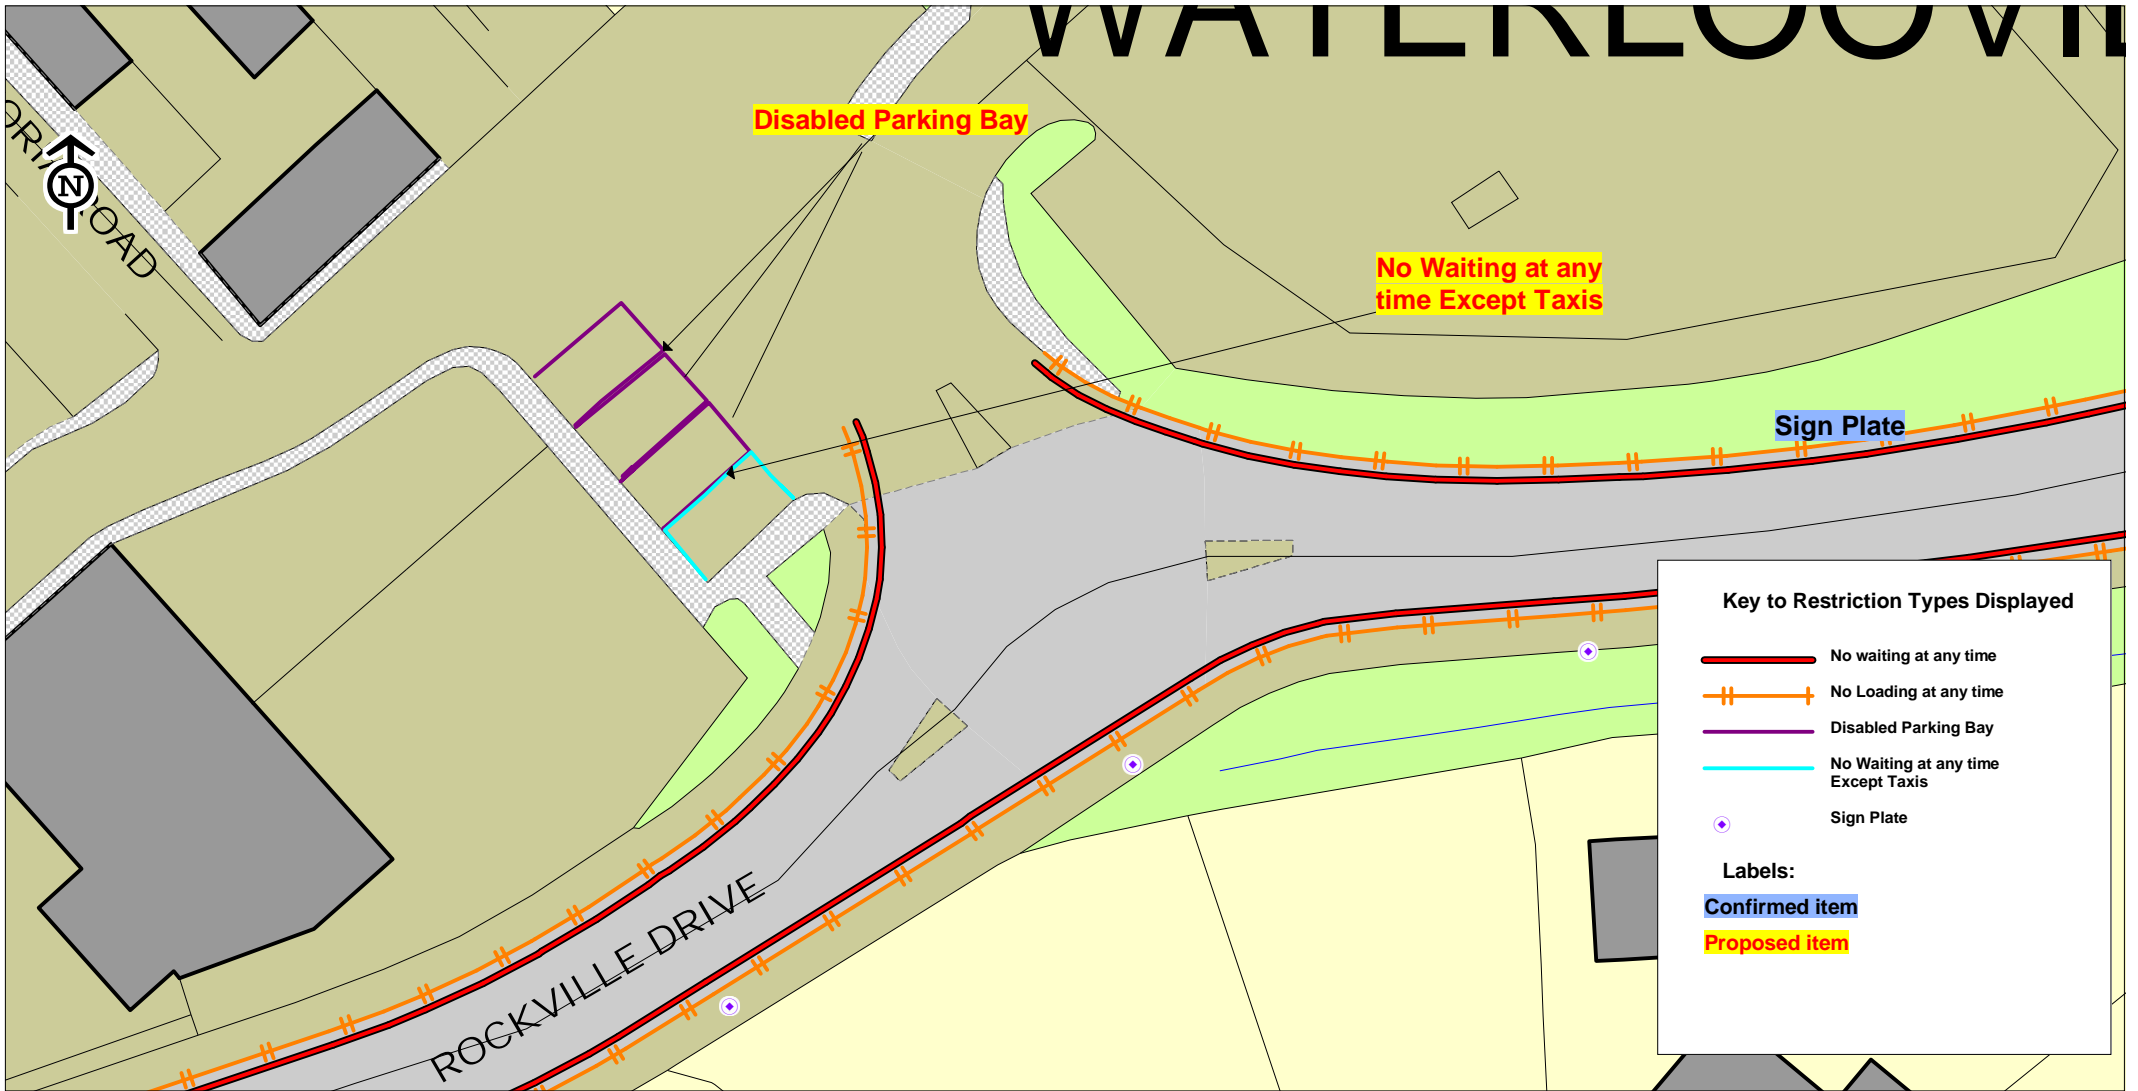 WATERLOOVI
Disabled Parking Bay
N
ROAD
No Waiting at any
time Except Taxis
Sign Plate
ROCKVILLE DRIVE
Key to Restriction Types Displayed
No waiting at any time
No Loading at any time
Disabled Parking Bay
No Waiting at any time
Except Taxis
Sign Plate
Labels:
Confirmed item
Proposed item